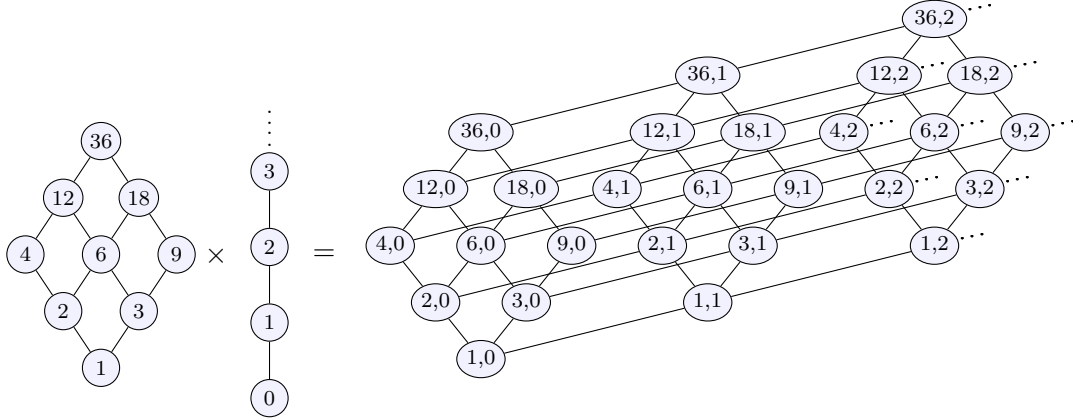 36
12 18
4 6 9
2 3
1
×
⋮
3
2
1
0
=
36,2 ...
36,1 12,2 ... 18,2 ...
36,0 12,1 18,1 4,2 ... 6,2 ... 9,2 ...
12,0 18,0 4,1 6,1 9,1 2,2 ... 3,2 ...
4,0 6,0 9,0 2,1 3,1 1,2 ...
2,0 3,0 1,1
1,0